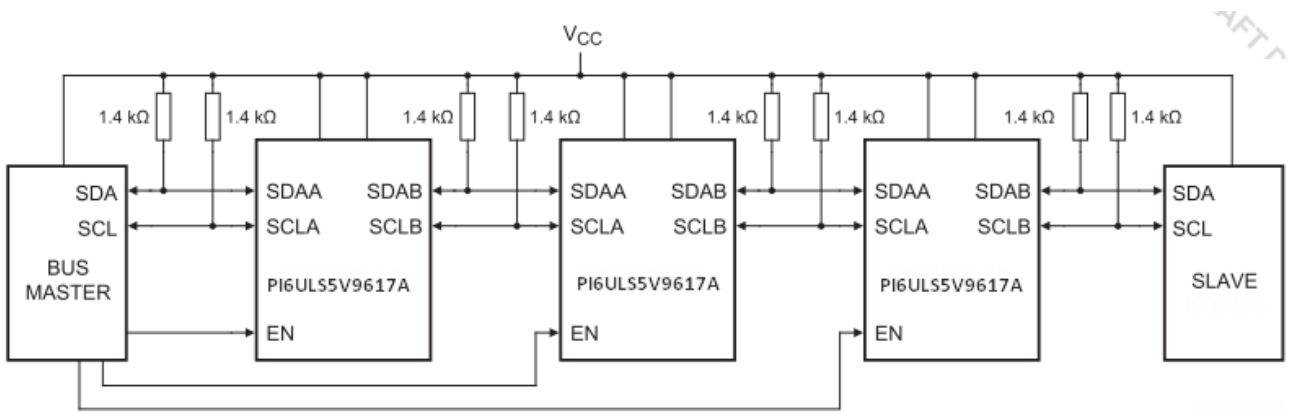 AFT D
VCC
1.4 kΩ 1.4 kΩ 1.4 kΩ 1.4 kΩ 1.4 kΩ 1.4 kΩ 1.4 kΩ 1.4 kΩ
SDA SDAA SDAB SDAA SDAB SDAA SDAB SDA
SCL SCLA SCLB SCLA SCLB SCLA SCLB SCL
BUS
MASTER
PI6ULS5V9617A PI6ULS5V9617A PI6ULS5V9617A
SLAVE
EN EN EN